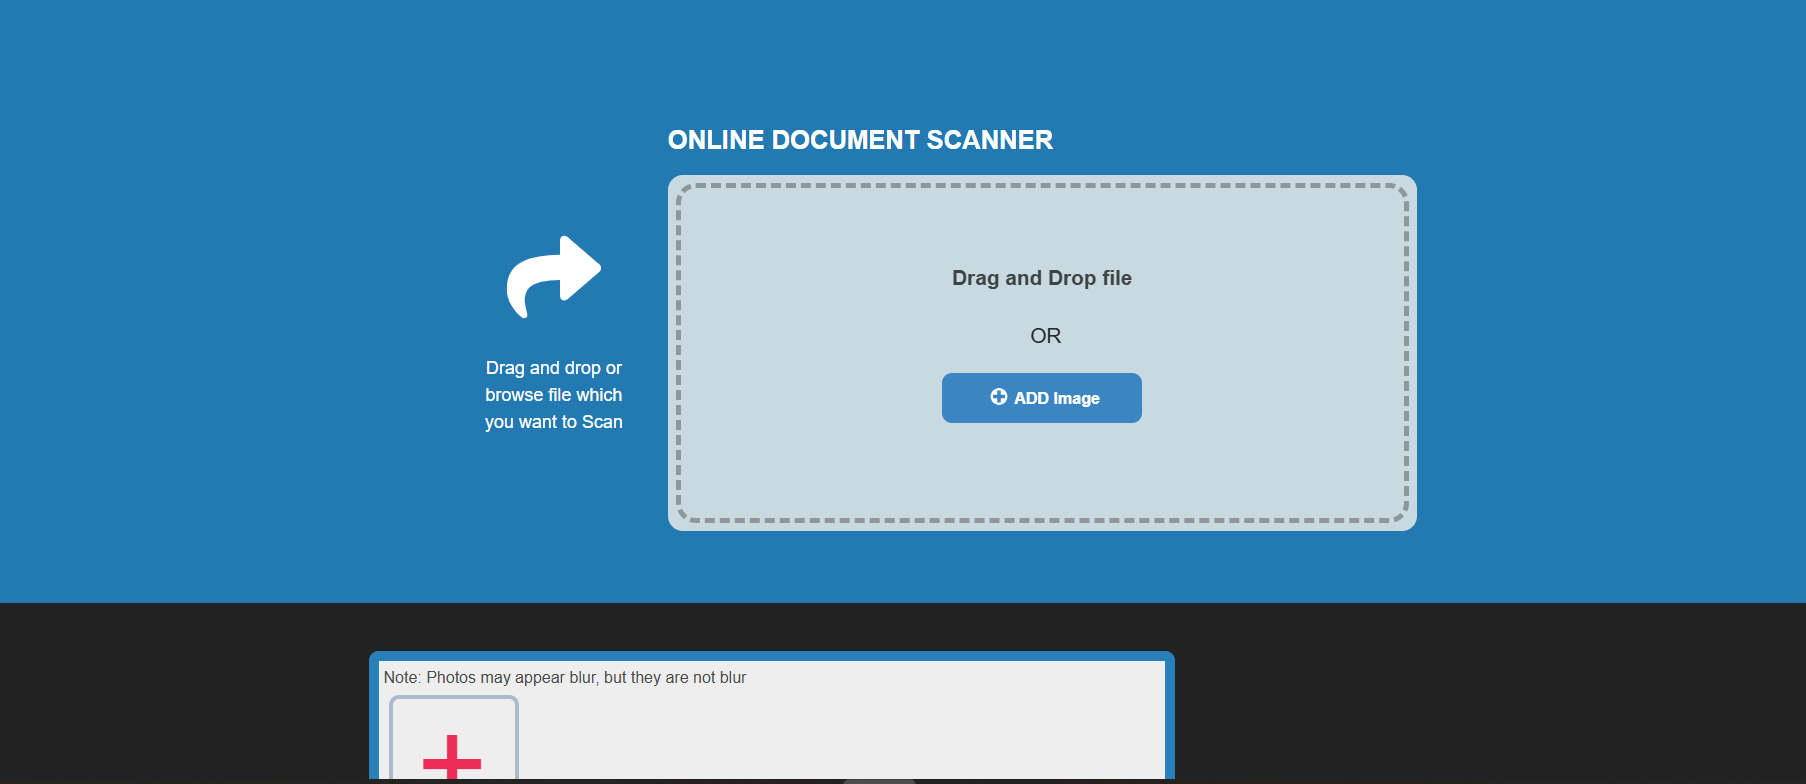 ONLINE DOCUMENT SCANNER
Drag and drop or
browse file which
you want to Scan
Drag and Drop file
OR
ADD Image
Note: Photos may appear blur, but they are not blur